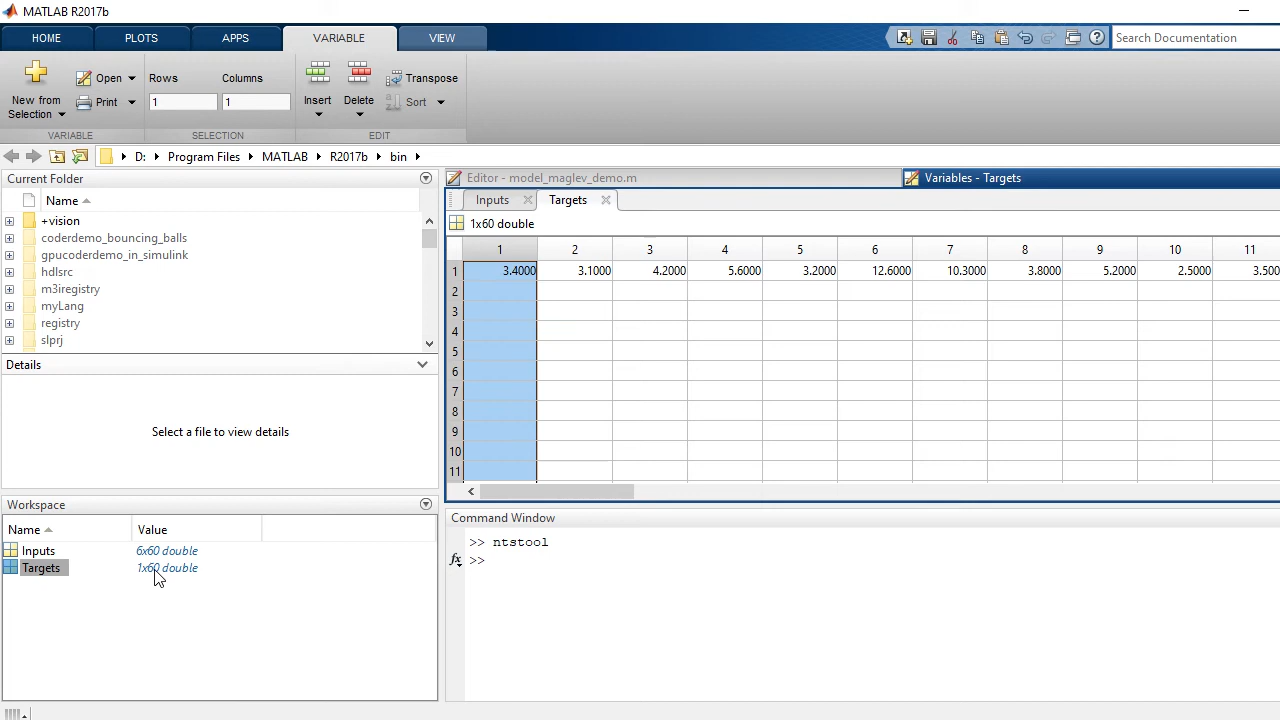 MATLAB R2017b
HOME PLOTS APPS VARIABLE VIEW
Search Documentation
New from Selection
Open
Print
Rows Columns
1 1
Insert
Delete
Transpose
Sort
VARIABLE SELECTION EDIT
D: Program Files MATLAB R2017b bin
Current Folder
Name
+vision
coderdemo_bouncing_balls
gpucoderdemo_in_simulink
hdlsrc
m3iregistry
myLang
registry
slprj
Details
Select a file to view details
Workspace
Name Value
Inputs 6x60 double
Targets 1x60 double
Editor - model_maglev_demo.m
Variables - Targets
Inputs Targets
1x60 double
1 2 3 4 5 6 7 8 9 10 11
1 3.4000 3.1000 4.2000 5.6000 3.2000 12.6000 10.3000 3.8000 5.2000 2.5000 3.500
2
3
4
5
6
7
8
9
10
11
Command Window
>> ntstool
fx >>